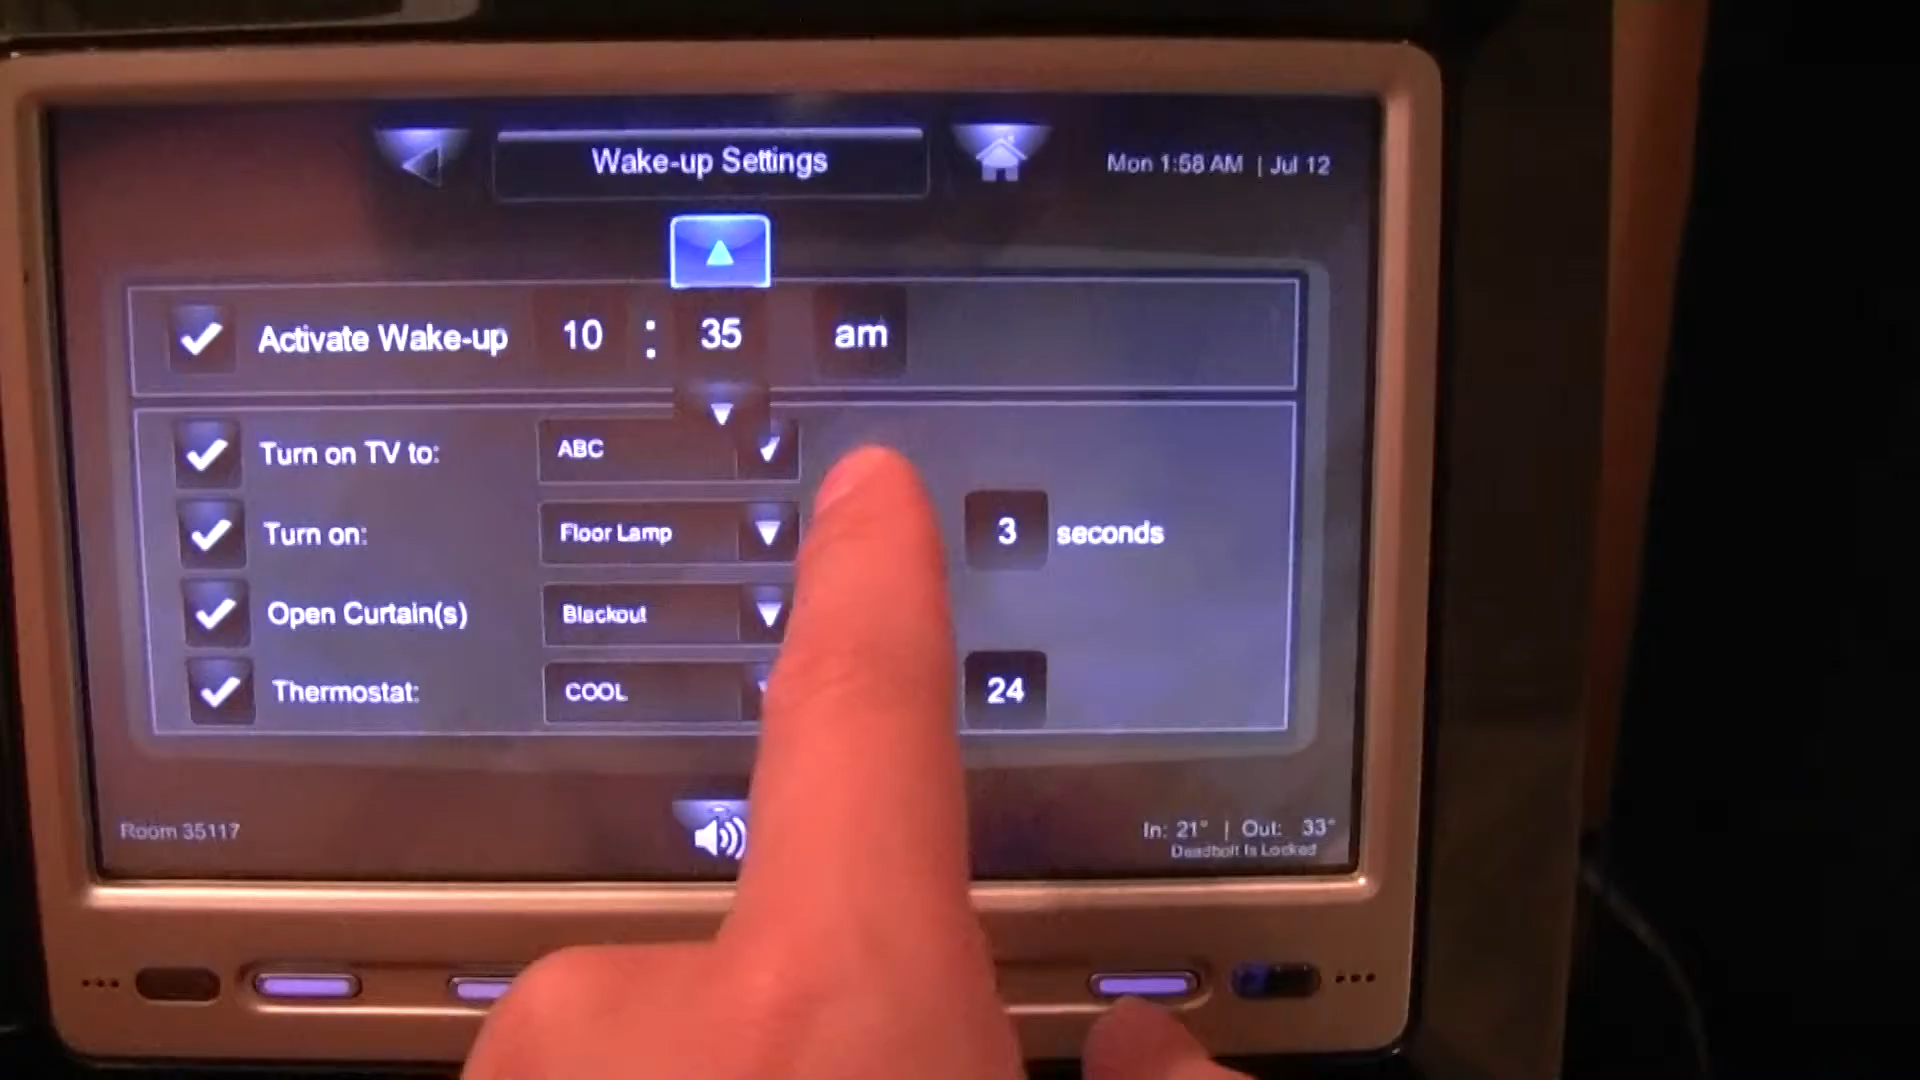 Wake-up Settings
Mon 1:58 AM | Jul 12
Activate Wake-up 10 : 35 am
Turn on TV to: ABC
Turn on: Floor Lamp 3 seconds
Open Curtain(s) Blackout
Thermostat: COOL 24
Room 35117
In: 21° | Out: 33°
Deadbolt Is Locked